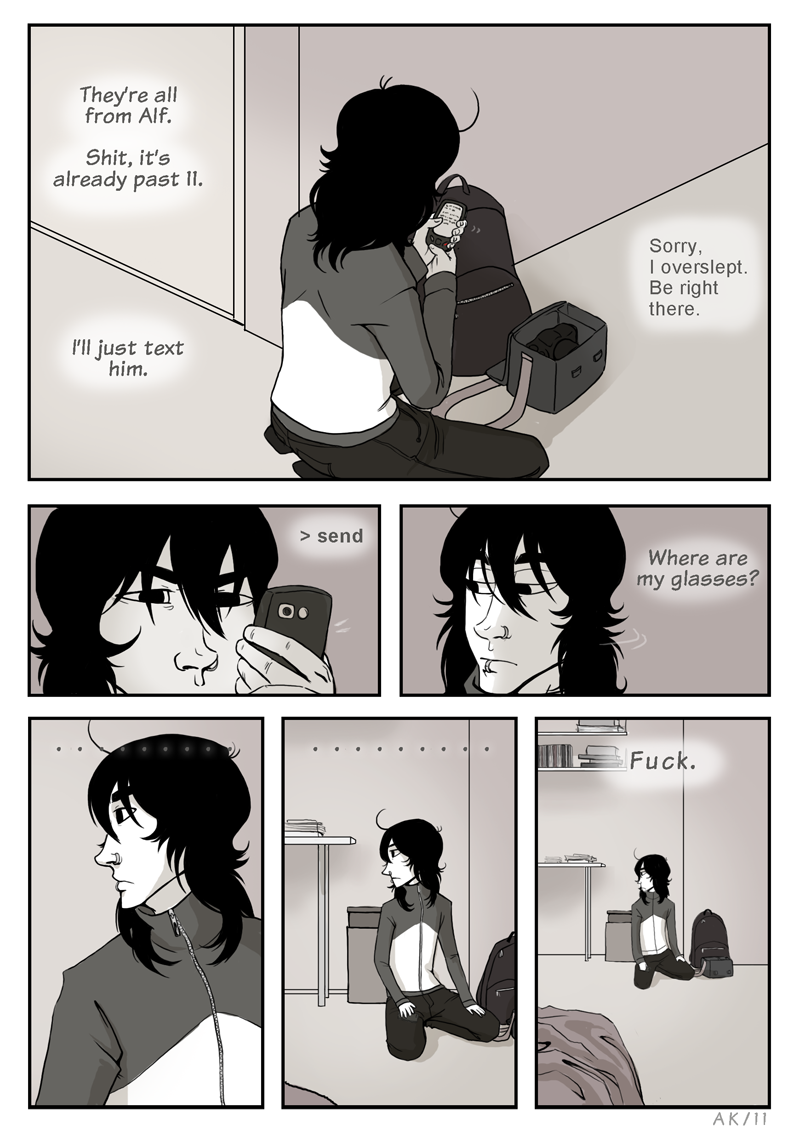 They're all
from Alf.
Shit, it's
already past 11.
Sorry,
I overslept.
Be right
there.
I'll just text
him.
> send
Where are
my glasses?
. . . . . . . . .
. . . . . . . . .
Fuck.
AK/11